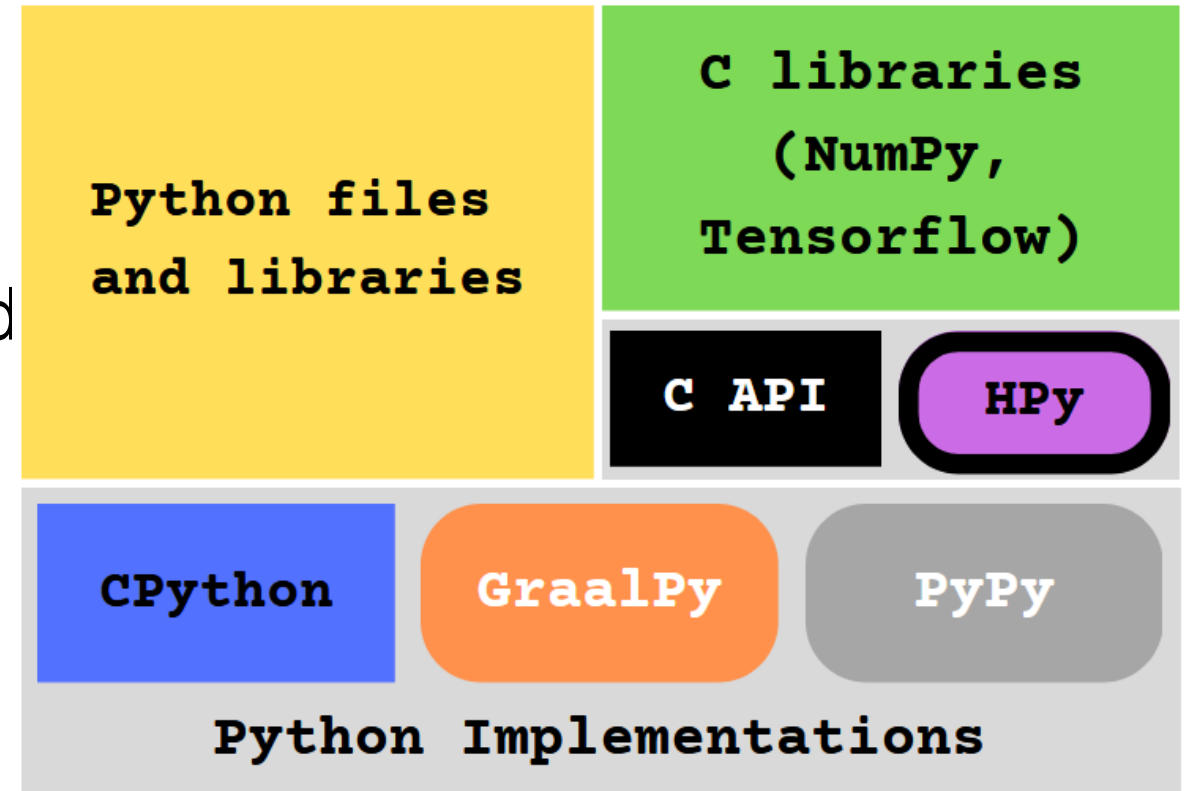 Python files
and libraries
C libraries
(NumPy,
Tensorflow)
d
C API
HPy
CPython
GraalPy
PyPy
Python Implementations